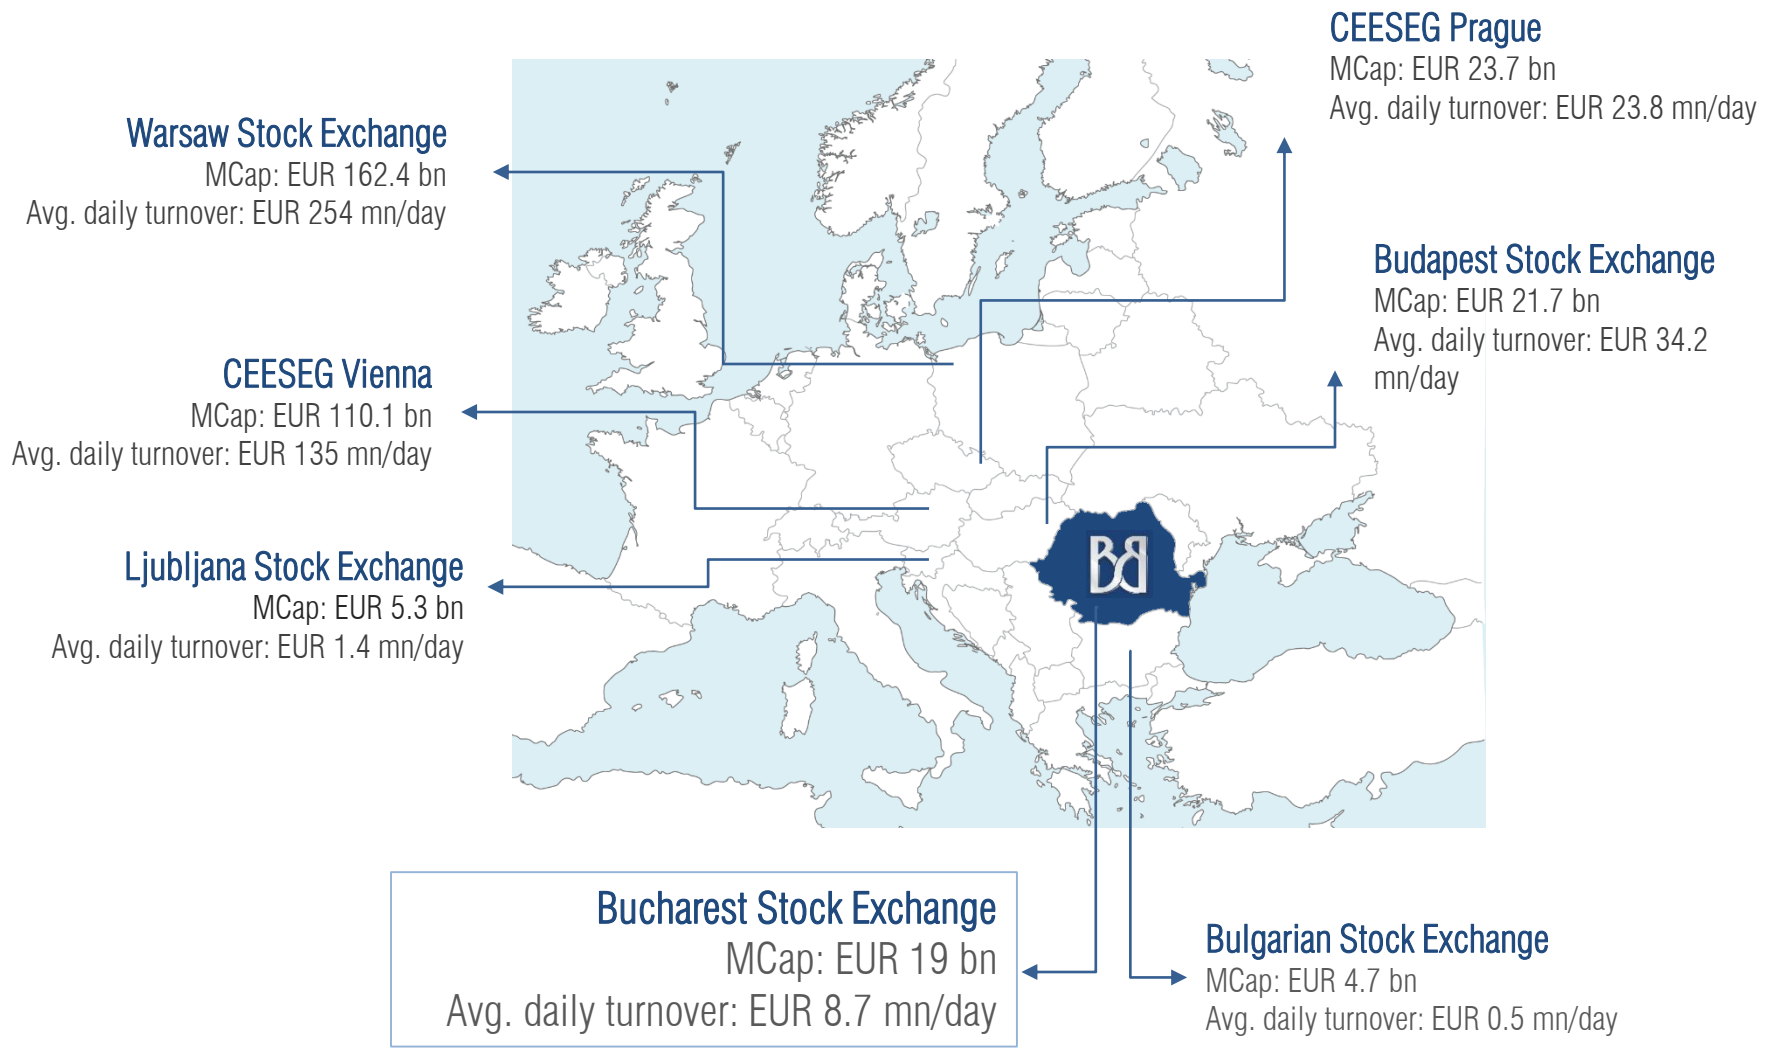 CEESEG Prague
MCap: EUR 23.7 bn
Avg. daily turnover: EUR 23.8 mn/day
Warsaw Stock Exchange
MCap: EUR 162.4 bn
Avg. daily turnover: EUR 254 mn/day
Budapest Stock Exchange
MCap: EUR 21.7 bn
Avg. daily turnover: EUR 34.2
mn/day
CEESEG Vienna
MCap: EUR 110.1 bn
Avg. daily turnover: EUR 135 mn/day
Ljubljana Stock Exchange
MCap: EUR 5.3 bn
Avg. daily turnover: EUR 1.4 mn/day
Bucharest Stock Exchange
MCap: EUR 19 bn
Avg. daily turnover: EUR 8.7 mn/day
Bulgarian Stock Exchange
MCap: EUR 4.7 bn
Avg. daily turnover: EUR 0.5 mn/day